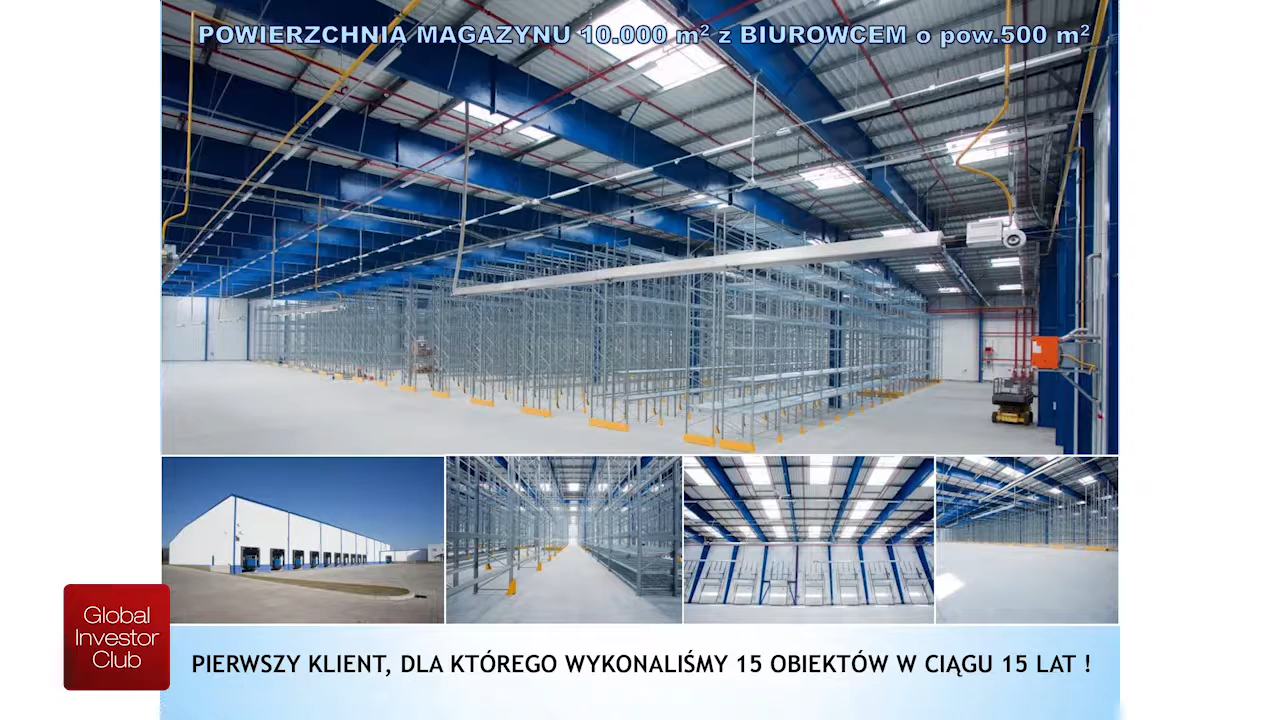 POWIERZCHNIA MAGAZYNU 10.000 m² z BIUROWCEM o pow.500 m²
Global
Investor
Club
PIERWSZY KLIENT, DLA KTÓREGO WYKONALIŚMY 15 OBIEKTÓW W CIĄGU 15 LAT !